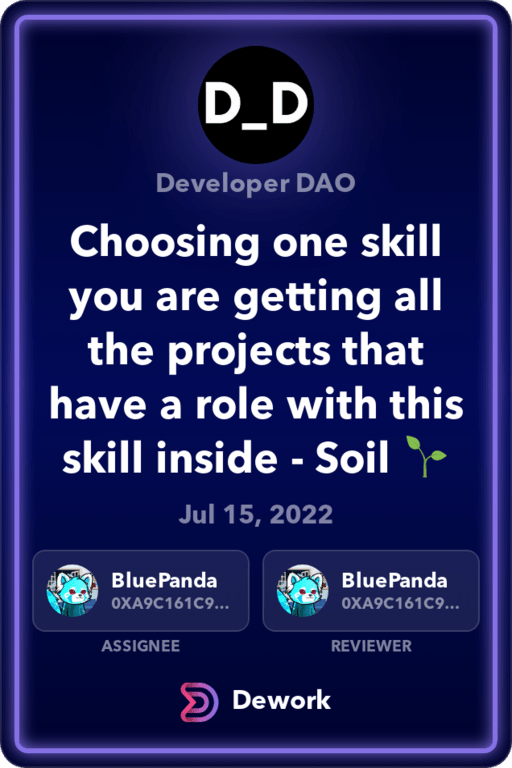 D_D
Developer DAO
Choosing one skill
you are getting all
the projects that
have a role with this
skill inside - Soil 🌱
Jul 15, 2022
BluePanda
0XA9C161C9...
ASSIGNEE
BluePanda
0XA9C161C9...
REVIEWER
Dework